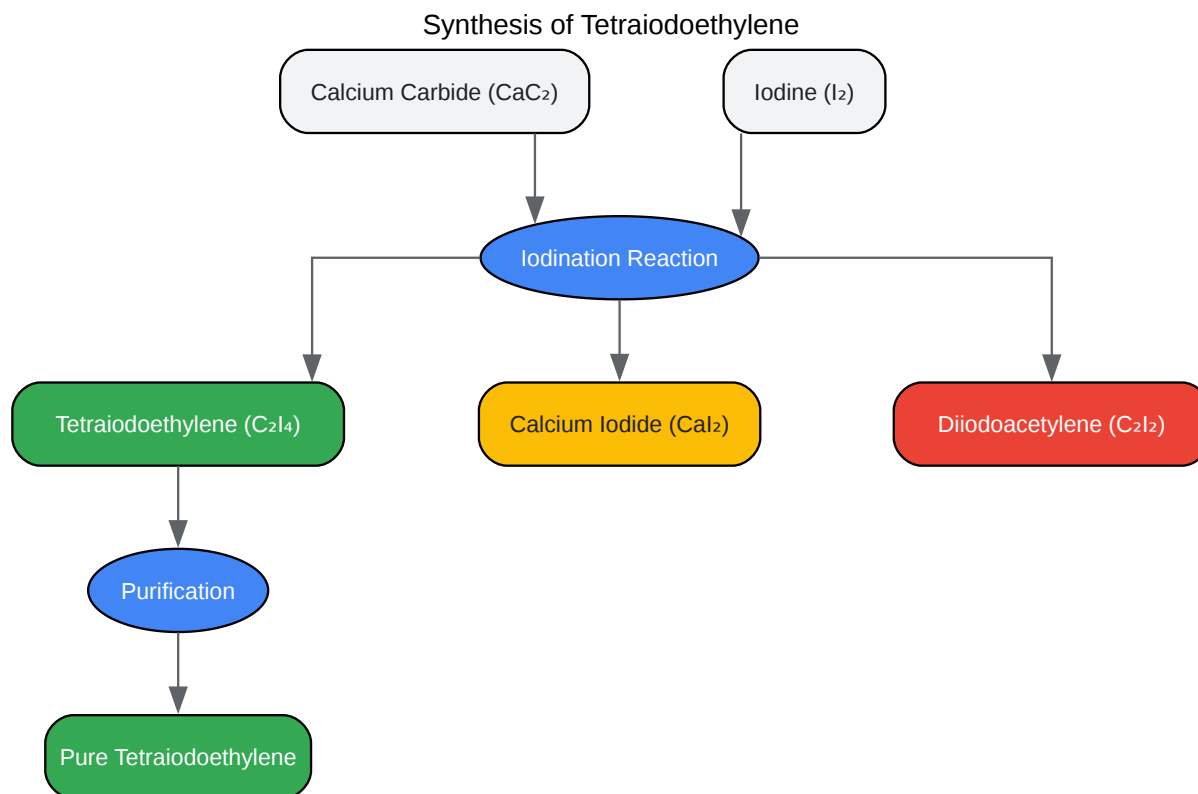 Synthesis of Tetraiodoethylene
Calcium Carbide (CaC₂)
Iodine (I₂)
Iodination Reaction
Tetraiodoethylene (C₂I₄)
Calcium Iodide (CaI₂)
Diiodoacetylene (C₂I₂)
Purification
Pure Tetraiodoethylene